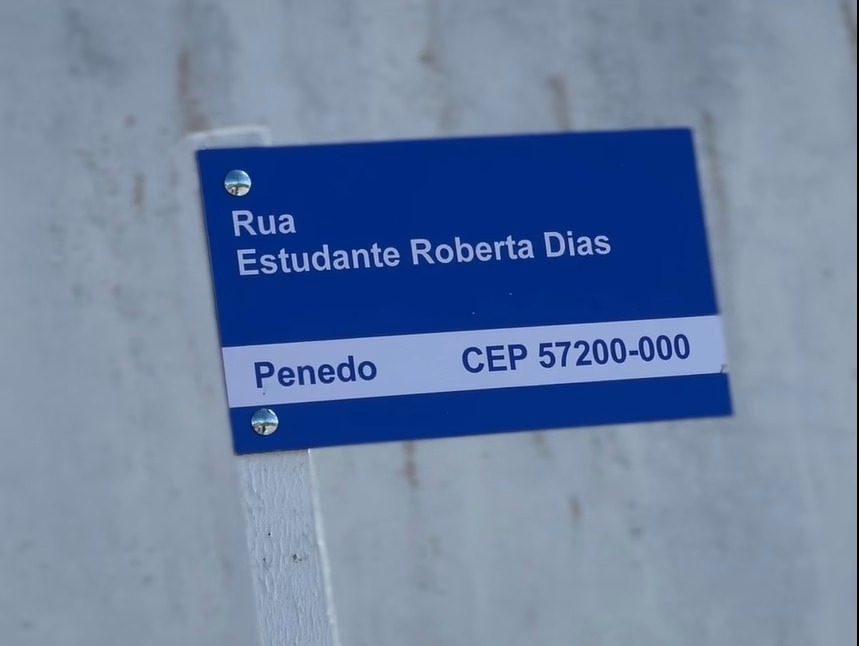 Rua
Estudante Roberta Dias
Penedo CEP 57200-000